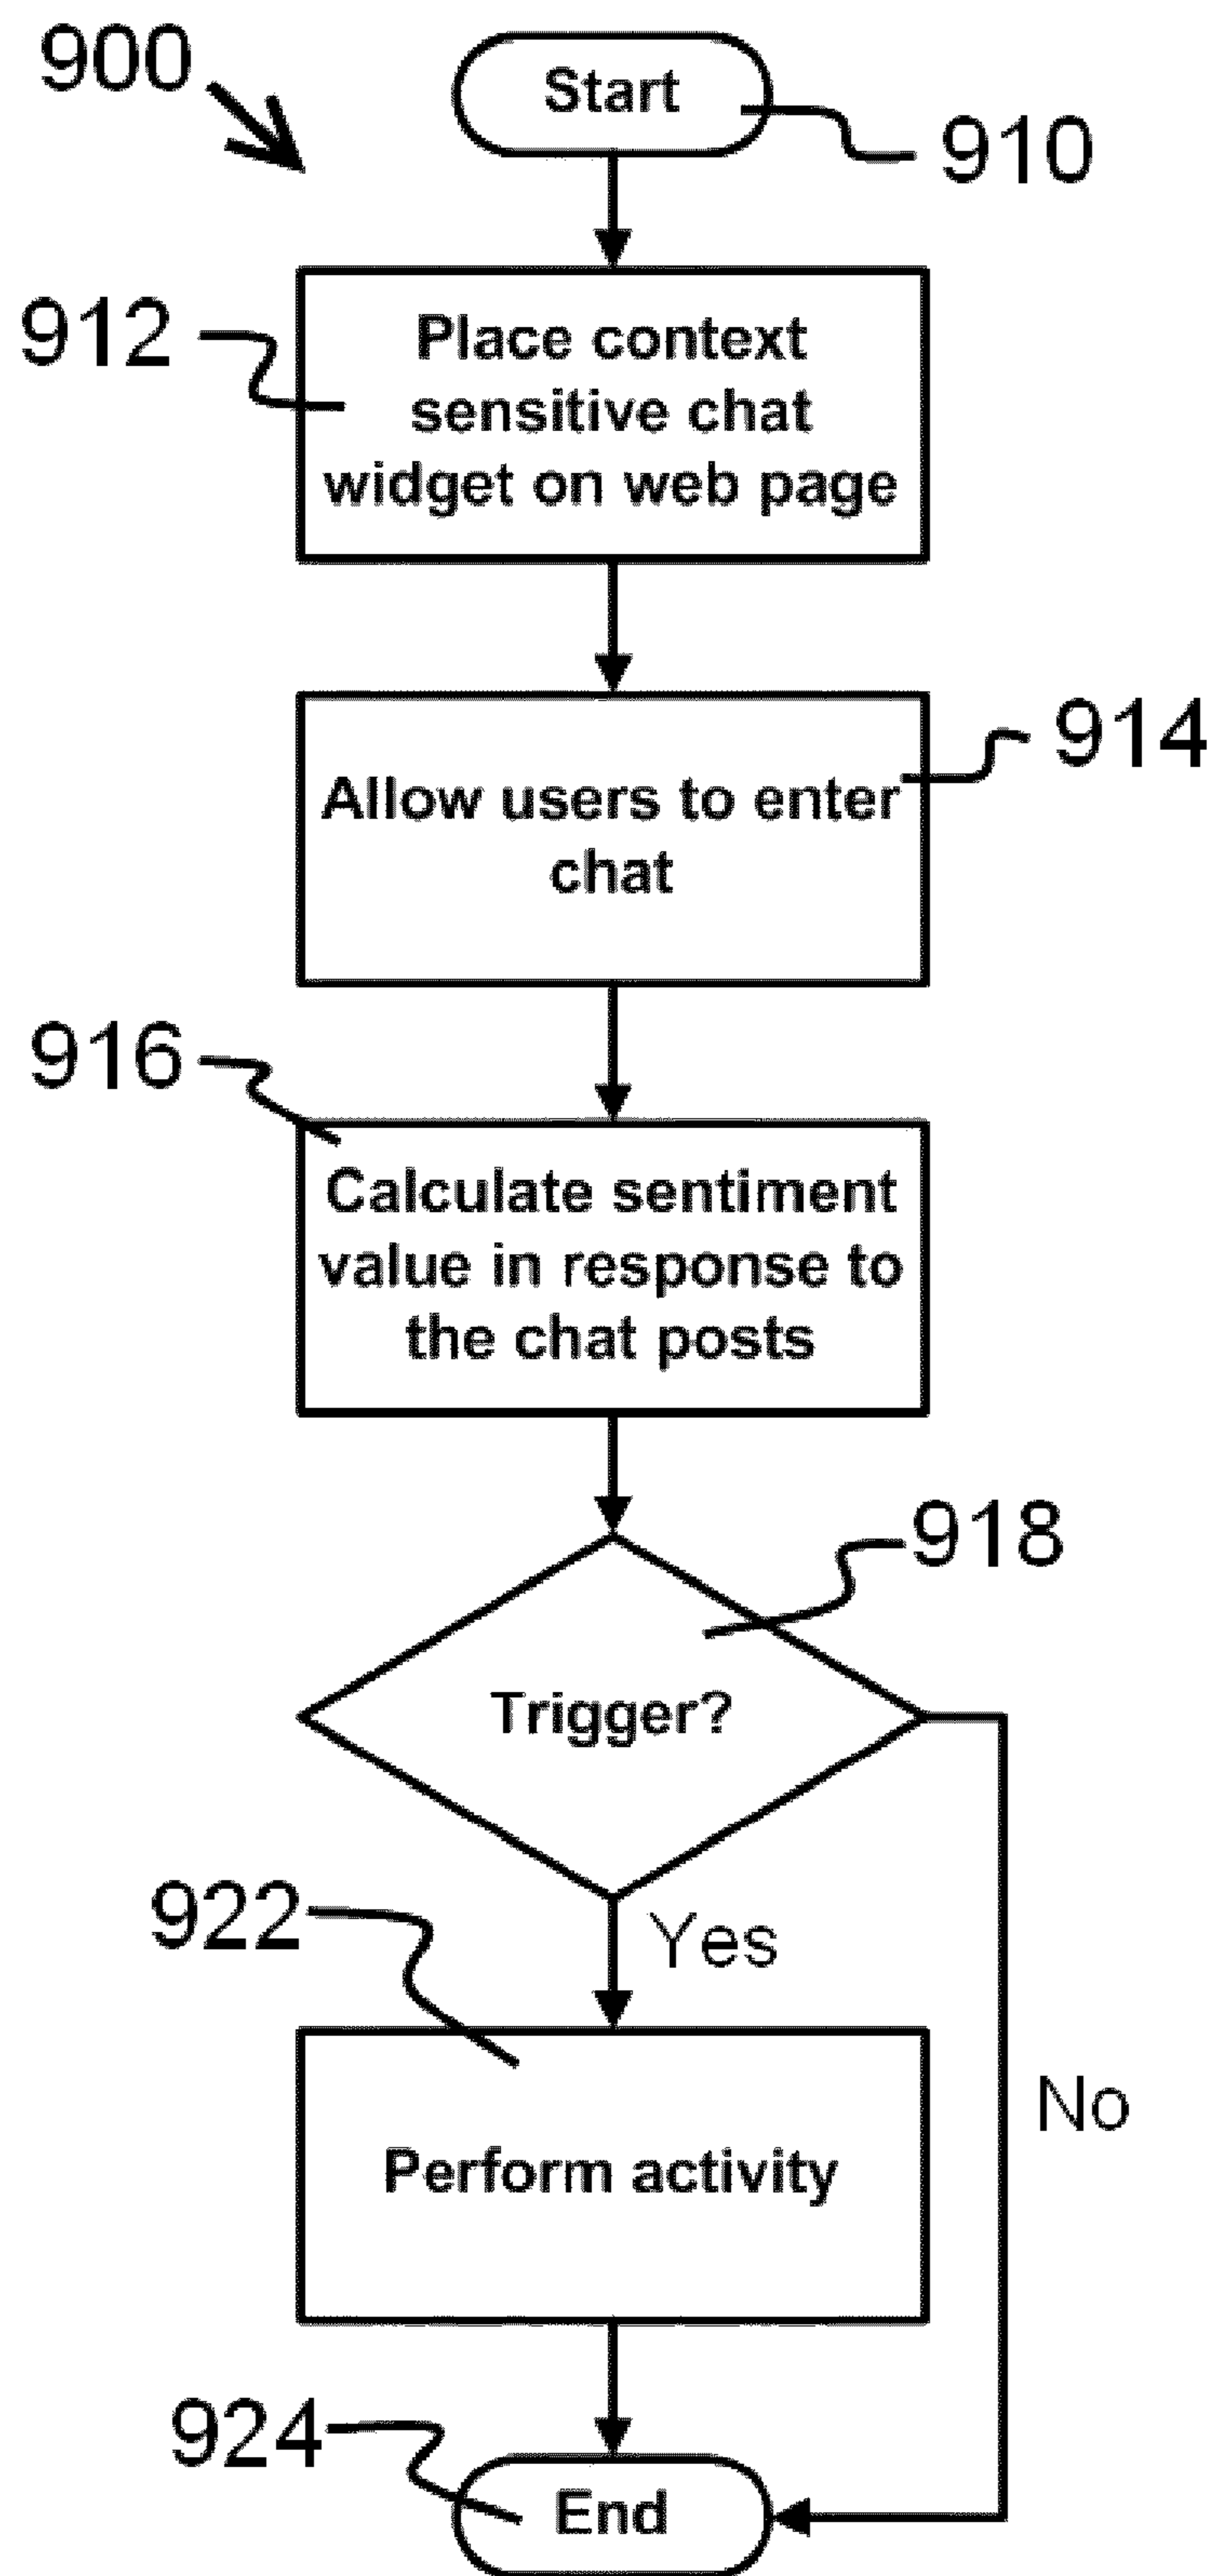 900
Start
910
912
Place context
sensitive chat
widget on web page
914
Allow users to enter
chat
916
Calculate sentiment
value in response to
the chat posts
918
Trigger?
922
Yes
Perform activity
No
924
End